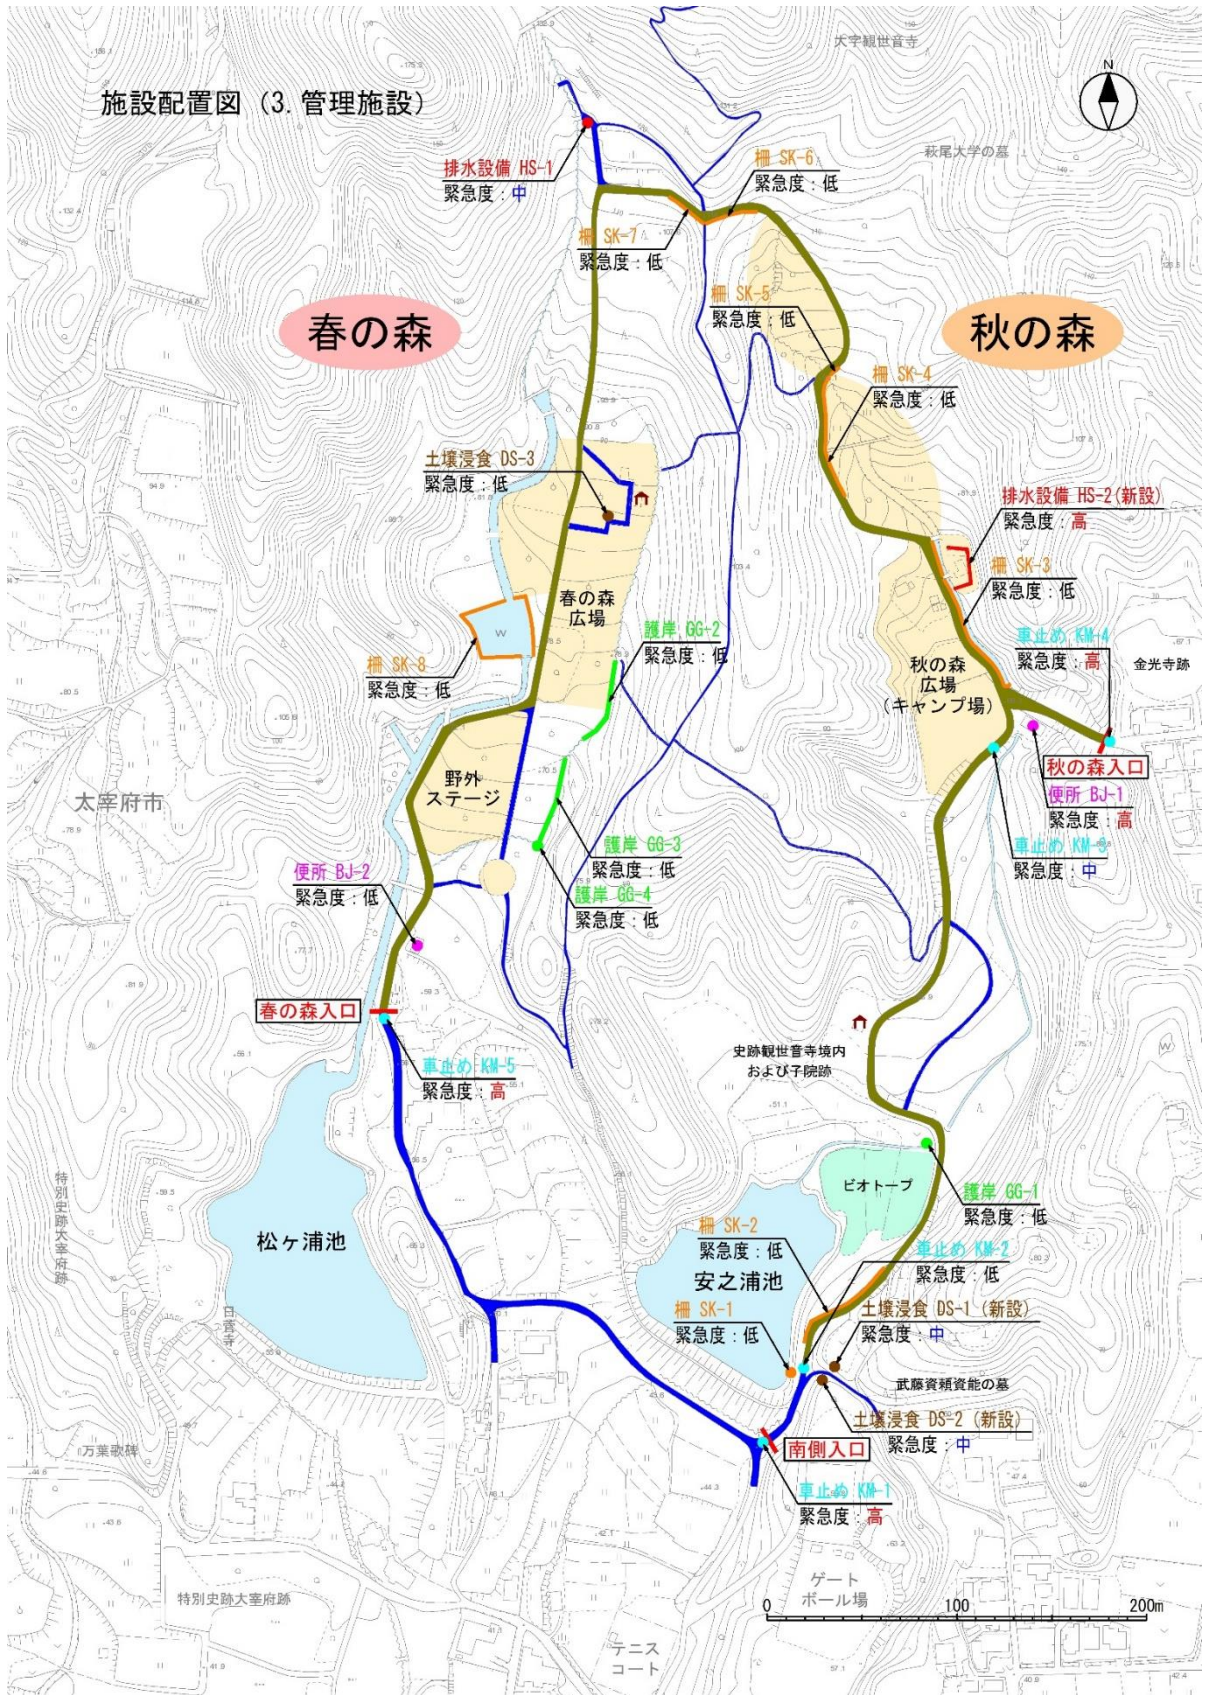 大字観世音寺
N
施設配置図 (3. 管理施設)
萩尾大学の墓
排水設備 HS-1
緊急度：中
柵 SK-6
緊急度：低
柵 SK-7
緊急度：低
柵 SK-5
緊急度：低
春の森
秋の森
柵 SK-4
緊急度：低
土壌浸食 DS-3
緊急度：低
排水設備 HS-2(新設)
緊急度：高
柵 SK-3
緊急度：低
春の森
広場
護岸 GG-2
緊急度：低
車止め KM-4
緊急度：高
金光寺跡
W
柵 SK-8
緊急度：低
秋の森
広場
(キャンプ場)
秋の森入口
野外
ステージ
太宰府市
便所 BJ-1
緊急度：高
護岸 GG-3
緊急度：低
車止め KM-3
緊急度：中
便所 BJ-2
緊急度：低
護岸 GG-4
緊急度：低
春の森入口
史跡観世音寺境内
および子院跡
W
車止め KM-5
緊急度：高
特別史跡大宰府跡
ビオトープ
護岸 GG-1
緊急度：低
松ヶ浦池
柵 SK-2
緊急度：低
車止め KM-2
緊急度：低
安之浦池
柵 SK-1
緊急度：低
土壌浸食 DS-1 (新設)
緊急度：中
武藤資頼資能の墓
土壌浸食 DS-2 (新設)
緊急度：中
万葉歌碑
南側入口
車止め KM-1
緊急度：高
特別史跡大宰府跡
ゲート
ボール場
0 100 200m
テニス
コート